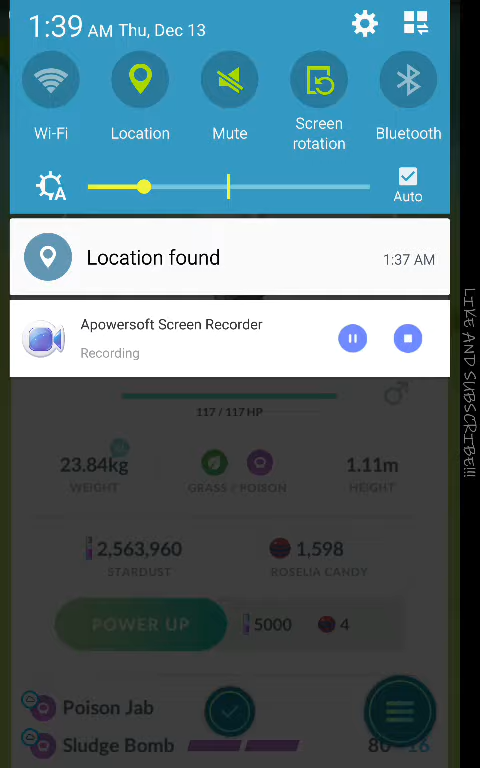 1:39 AM Thu, Dec 13
Wi-Fi
Location
Mute
Screen rotation
Bluetooth
A
Auto
Location found
1:37 AM
Apowersoft Screen Recorder
Recording
LIKE AND SUBSCRIBE!!!
117 / 117 HP
23.84kg
WEIGHT
GRASS / POISON
1.11m
HEIGHT
2,563,960
STARDUST
1,598
ROSELIA CANDY
POWER UP
5000
4
Poison Jab
Sludge Bomb
80
16